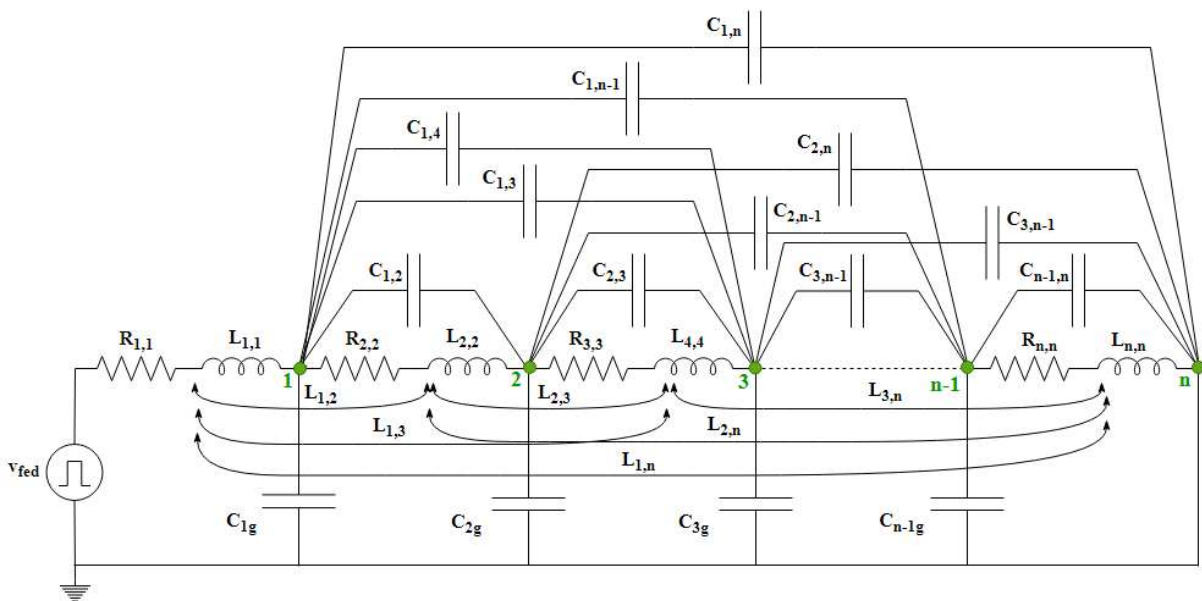 C1,n
C1,n-1
C1,4
C2,n
C1,3
C2,n-1
C3,n-1
C1,2
C2,3
C3,n-1
Cn-1,n
R1,1
L1,1
R2,2
L2,2
R3,3
L4,4
Rn,n
Ln,n
1
2
3
n-1
n
L1,2
L2,3
L3,n
L1,3
L2,n
L1,n
vfed
C1g
C2g
C3g
Cn-1g